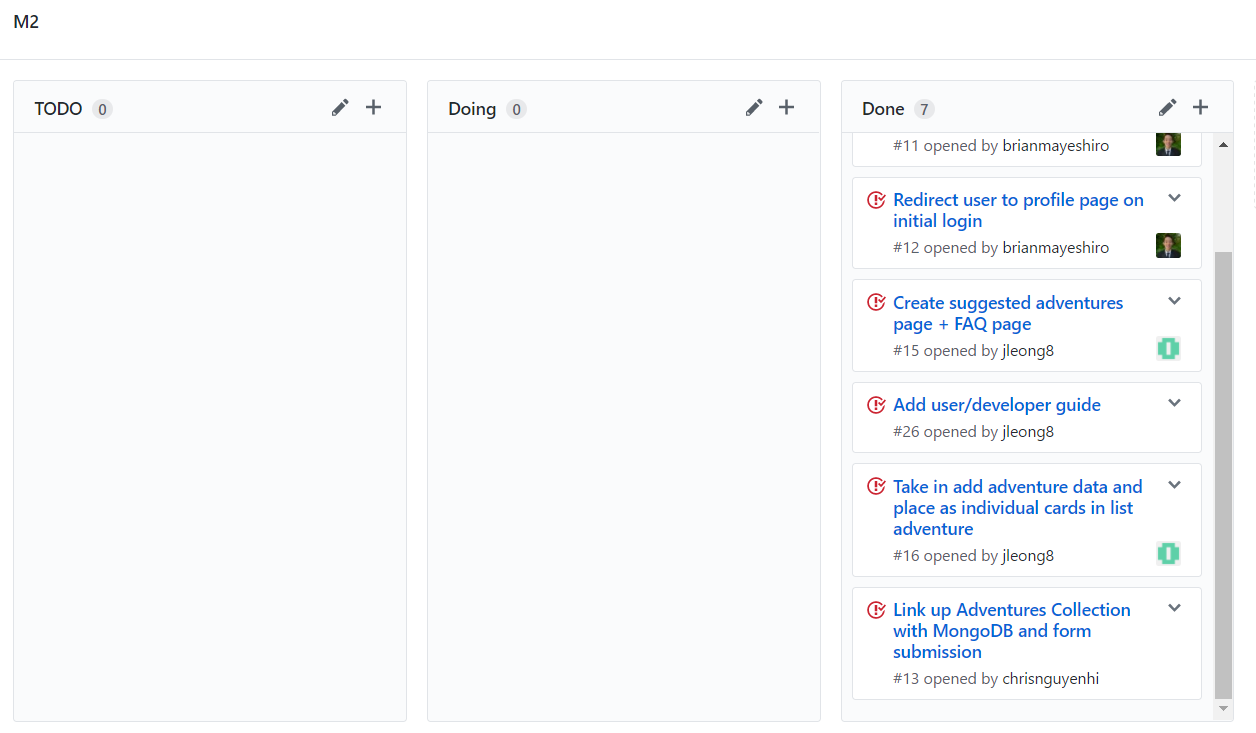 M2
TODO 0
Doing 0
Done 7
#11 opened by brianmayeshiro
Redirect user to profile page on
initial login
#12 opened by brianmayeshiro
Create suggested adventures
page + FAQ page
#15 opened by jleong8
Add user/developer guide
#26 opened by jleong8
Take in add adventure data and
place as individual cards in list
adventure
#16 opened by jleong8
Link up Adventures Collection
with MongoDB and form
submission
#13 opened by chrisnguyenhi